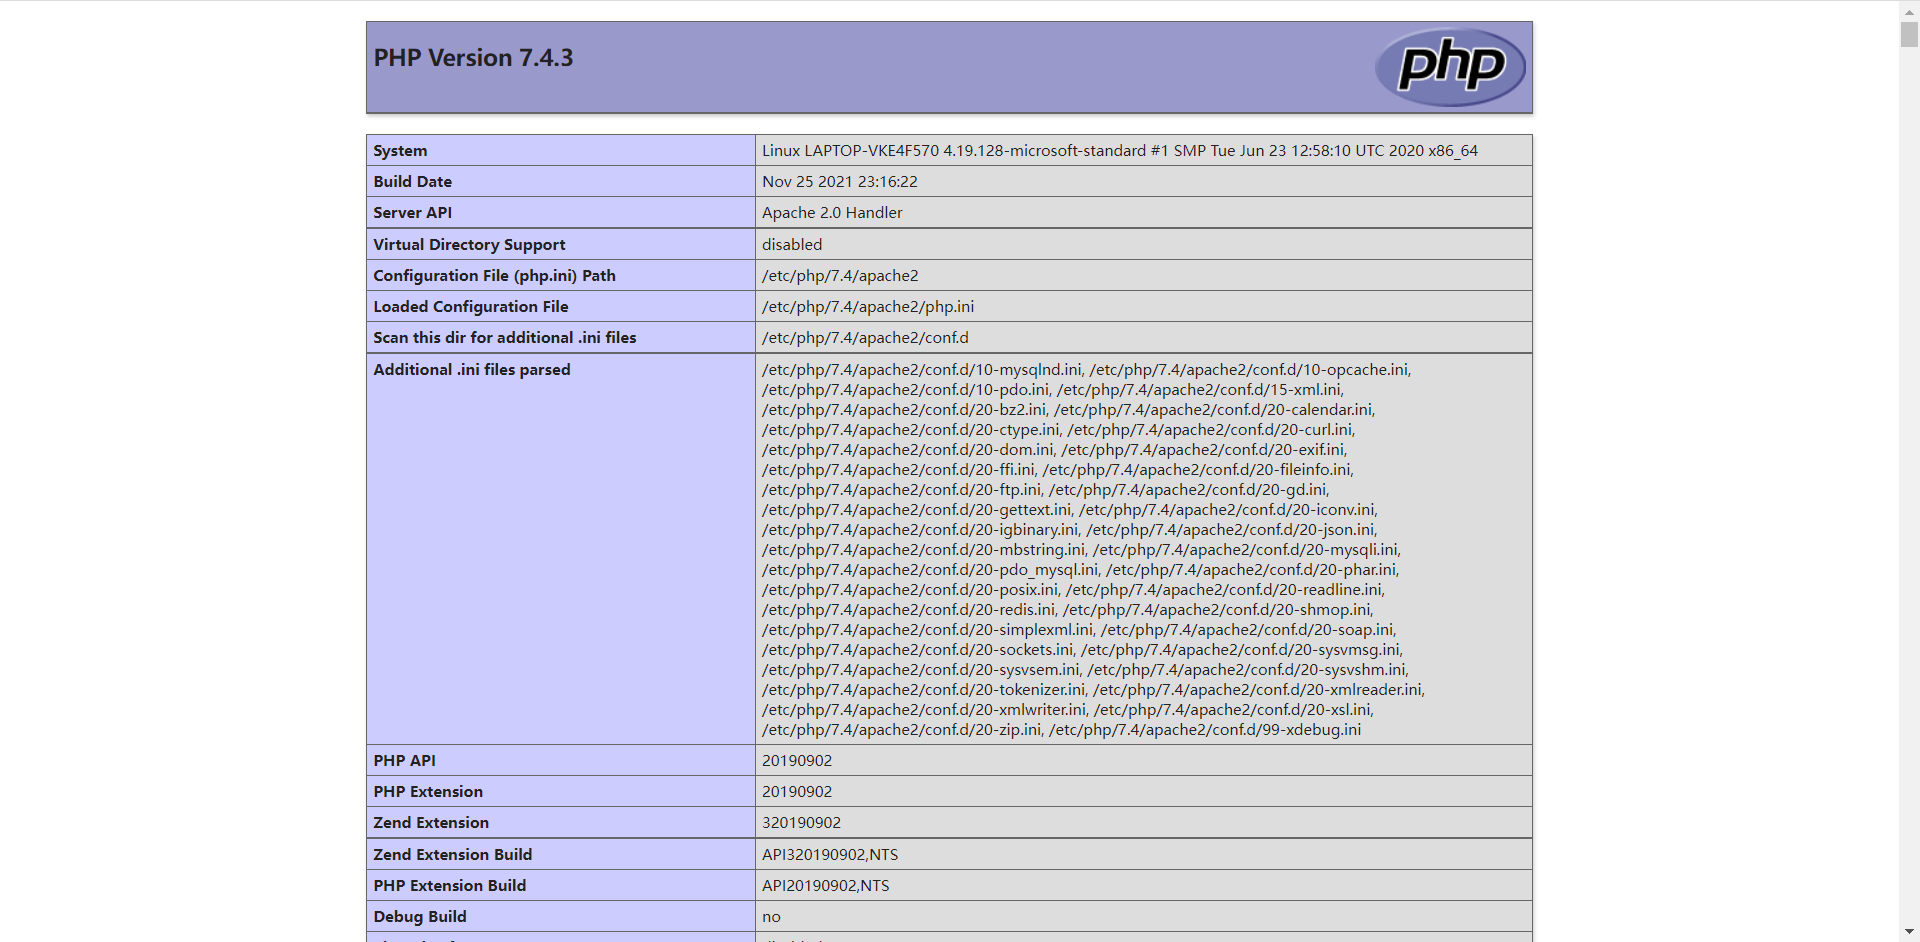 PHP Version 7.4.3
php
System Linux LAPTOP-VKE4F570 4.19.128-microsoft-standard #1 SMP Tue Jun 23 12:58:10 UTC 2020 x86_64
Build Date Nov 25 2021 23:16:22
Server API Apache 2.0 Handler
Virtual Directory Support disabled
Configuration File (php.ini) Path /etc/php/7.4/apache2
Loaded Configuration File /etc/php/7.4/apache2/php.ini
Scan this dir for additional .ini files /etc/php/7.4/apache2/conf.d
Additional .ini files parsed /etc/php/7.4/apache2/conf.d/10-mysqlnd.ini, /etc/php/7.4/apache2/conf.d/10-opcache.ini,
/etc/php/7.4/apache2/conf.d/10-pdo.ini, /etc/php/7.4/apache2/conf.d/15-xml.ini,
/etc/php/7.4/apache2/conf.d/20-bz2.ini, /etc/php/7.4/apache2/conf.d/20-calendar.ini,
/etc/php/7.4/apache2/conf.d/20-ctype.ini, /etc/php/7.4/apache2/conf.d/20-curl.ini,
/etc/php/7.4/apache2/conf.d/20-dom.ini, /etc/php/7.4/apache2/conf.d/20-exif.ini,
/etc/php/7.4/apache2/conf.d/20-ffi.ini, /etc/php/7.4/apache2/conf.d/20-fileinfo.ini,
/etc/php/7.4/apache2/conf.d/20-ftp.ini, /etc/php/7.4/apache2/conf.d/20-gd.ini,
/etc/php/7.4/apache2/conf.d/20-gettext.ini, /etc/php/7.4/apache2/conf.d/20-iconv.ini,
/etc/php/7.4/apache2/conf.d/20-igbinary.ini, /etc/php/7.4/apache2/conf.d/20-json.ini,
/etc/php/7.4/apache2/conf.d/20-mbstring.ini, /etc/php/7.4/apache2/conf.d/20-mysqli.ini,
/etc/php/7.4/apache2/conf.d/20-pdo_mysql.ini, /etc/php/7.4/apache2/conf.d/20-phar.ini,
/etc/php/7.4/apache2/conf.d/20-posix.ini, /etc/php/7.4/apache2/conf.d/20-readline.ini,
/etc/php/7.4/apache2/conf.d/20-redis.ini, /etc/php/7.4/apache2/conf.d/20-shmop.ini,
/etc/php/7.4/apache2/conf.d/20-simplexml.ini, /etc/php/7.4/apache2/conf.d/20-soap.ini,
/etc/php/7.4/apache2/conf.d/20-sockets.ini, /etc/php/7.4/apache2/conf.d/20-sysvmsg.ini,
/etc/php/7.4/apache2/conf.d/20-sysvsem.ini, /etc/php/7.4/apache2/conf.d/20-sysvshm.ini,
/etc/php/7.4/apache2/conf.d/20-tokenizer.ini, /etc/php/7.4/apache2/conf.d/20-xmlreader.ini,
/etc/php/7.4/apache2/conf.d/20-xmlwriter.ini, /etc/php/7.4/apache2/conf.d/20-xsl.ini,
/etc/php/7.4/apache2/conf.d/20-zip.ini, /etc/php/7.4/apache2/conf.d/99-xdebug.ini
PHP API 20190902
PHP Extension 20190902
Zend Extension 320190902
Zend Extension Build API320190902,NTS
PHP Extension Build API20190902,NTS
Debug Build no